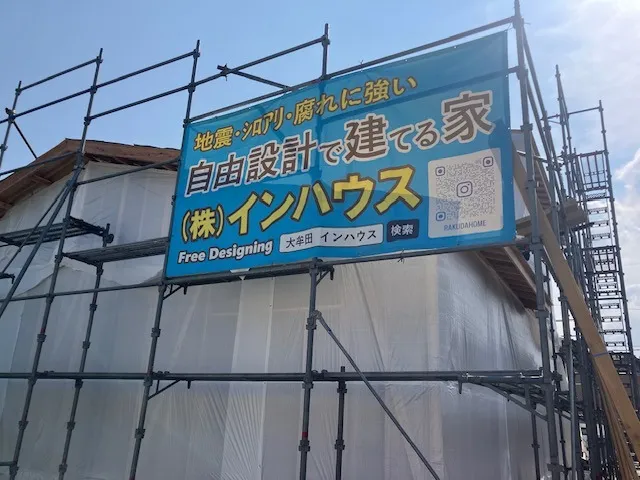 地震・シロアリ・腐れに強い
自由設計で建てる家
(株)インハウス
Free Designing 大牟田 インハウス 検索
RAKUDAHOME